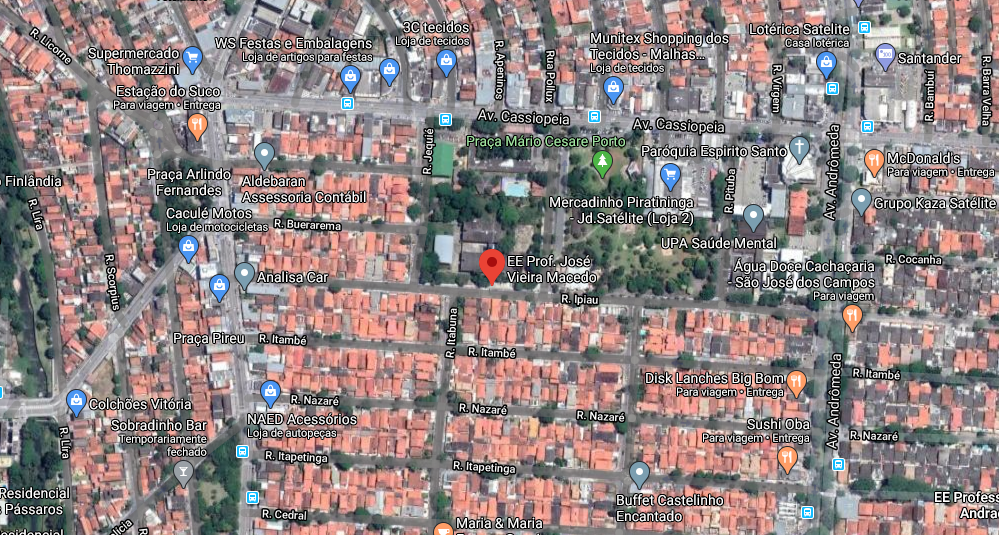 R. Licorne
Supermercado
Thomazzini
WS Festas e Embalagens
Loja de artigos para festas
3C tecidos
Loja de tecidos
R. Apeninos
Rua Pollux
Munitex Shopping dos
Tecidos - Malhas...
Loja de tecidos
Lotérica Satelite
Casa lotérica
Santander
R. Virgem
R. Bambuí
R. Barra Velha
Estação do Suco
Para viagem • Entrega
Av. Cassiopeia
Av. Cassiopeia
R. Jequié
Praça Mário Cesare Porto
Paróquia Espirito Santo
Av. Andrômeda
McDonald's
Para viagem • Entrega
Finlândia
R. Lira
Praça Arlindo
Fernandes
Aldebaran
Assessoria Contábil
Mercadinho Piratininga
- Jd.Satélite (Loja 2)
R. Pituba
Grupo Kaza Satélite
Caculé Motos
Loja de motocicletas
R. Buerarema
UPA Saúde Mental
R. Scorpius
Analisa Car
EE Prof. José
Vieira Macedo
R. Cocanha
Água Doce Cachaçaria
- São José dos Campos
Para viagem
R. Ipiau
Praça Pireu
R. Itambé
R. Itabuna
R. Itambé
R. Itambé
Disk Lanches Big Bom
Para viagem • Entrega
Av. Andrômeda
Colchões Vitória
R. Nazaré
R. Nazaré
R. Nazaré
R. Nazaré
NAED Acessórios
Loja de autopeças
Sobradinho Bar
Temporariamente
fechado
Sushi Oba
Para viagem • Entrega
R. Lira
R. Itapetinga
R. Itapetinga
Buffet Castelinho
Encantado
Residencial
Pássaros
R. Cedral
Maria & Maria
EE Profess
Andra